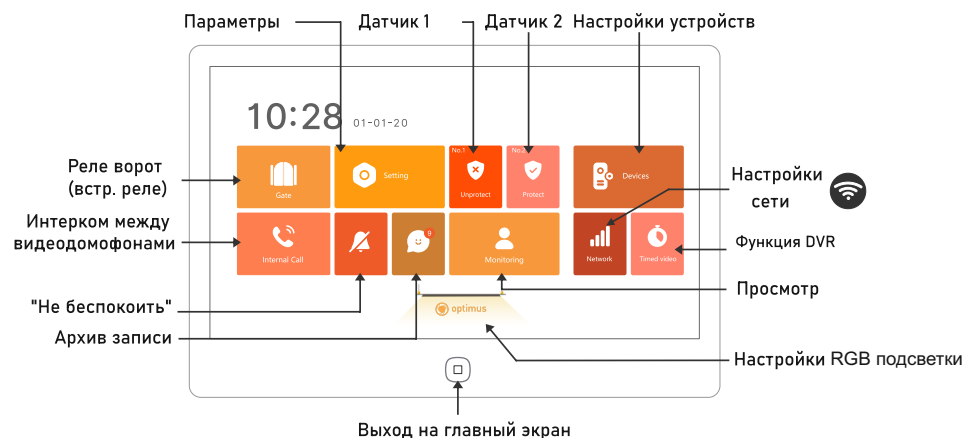 Параметры
Датчик 1
Датчик 2
Настройки устройств
10:28
01-01-20
Реле ворот
(встр. реле)
Интерком между
видеодомофонами
"Не беспокоить"
Архив записи
Gate
Setting
No.1
Unprotect
No.2
Protect
Devices
Internal Call
9
Monitoring
Network
Timed video
optimus
Настройки
сети
Функция DVR
Просмотр
Настройки RGB подсветки
Выход на главный экран